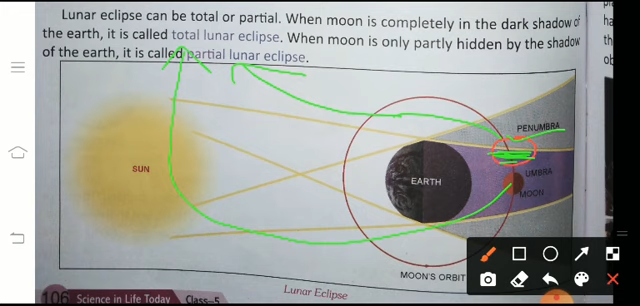 Lunar eclipse can be total or partial. When moon is completely in the dark shadow of
the earth, it is called total lunar eclipse. When moon is only partly hidden by the shadow
of the earth, it is called partial lunar eclipse.
PENUMBRA
SUN
EARTH
UMBRA
MOON
MOON'S ORBIT
Lunar Eclipse
106 Science in Life Today Class-5